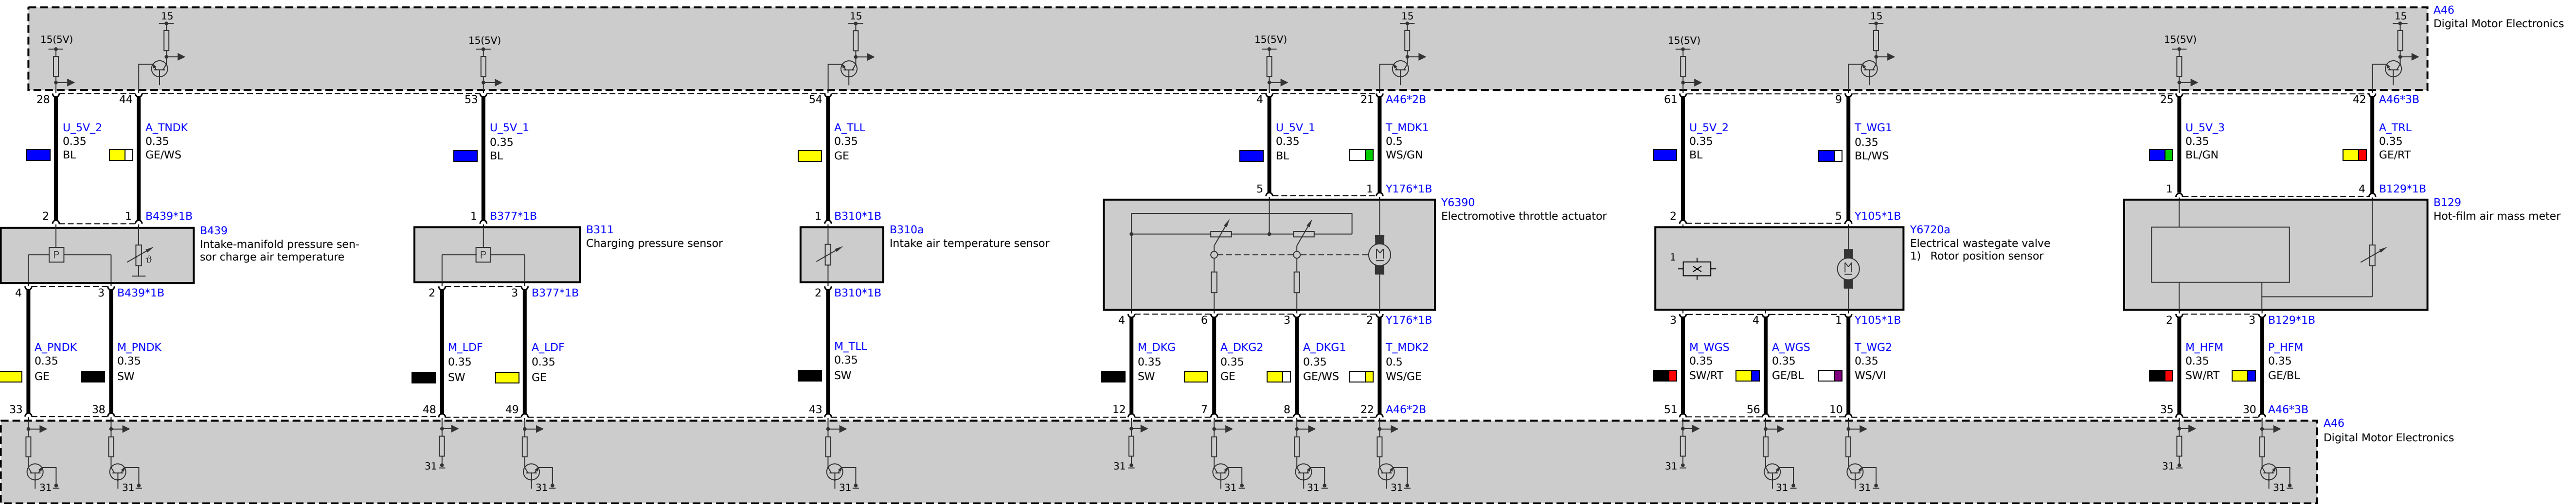 15 15 15 15 15 A46
Digital Motor Electronics
15(5V) 15(5V) 15(5V) 15(5V) 15(5V)
28 44 53 54 4 21 A46*2B 61 9 25 42 A46*3B
U_5V_2 A_TNDK U_5V_1 A_TLL U_5V_1 T_MDK1 U_5V_2 T_WG1 U_5V_3 A_TRL
0.35 0.35 0.35 0.35 0.35 0.5 0.35 0.35 0.35 0.35
BL GE/WS BL GE BL WS/GN BL BL/WS BL/GN GE/RT
5 1 Y176*1B 1 4 B129*1B
2 1 B439*1B 1 B377*1B 1 B310*1B 2 5 Y105*1B
Y6390
Electromotive throttle actuator
B129
Hot-film air mass meter
B439
Intake-manifold pressure sen-
sor charge air temperature
B311
Charging pressure sensor
B310a
Intake air temperature sensor
Y6720a
Electrical wastegate valve
1) Rotor position sensor
P ϑ P M 1 X M
4 3 B439*1B 2 3 B377*1B 2 B310*1B
4 6 3 2 Y176*1B 3 4 1 Y105*1B 2 3 B129*1B
A_PNDK M_PNDK M_LDF A_LDF M_TLL M_DKG A_DKG2 A_DKG1 T_MDK2 M_WGS A_WGS T_WG2 M_HFM P_HFM
0.35 0.35 0.35 0.35 0.35 0.35 0.35 0.35 0.5 0.35 0.35 0.35 0.35 0.35
GE SW SW GE SW SW GE GE/WS WS/GE SW/RT GE/BL WS/VI SW/RT GE/BL
33 38 48 49 43 12 7 8 22 A46*2B 51 56 10 35 30 A46*3B
A46
Digital Motor Electronics
31 31 31 31
31 31 31 31 31 31 31 31 31 31